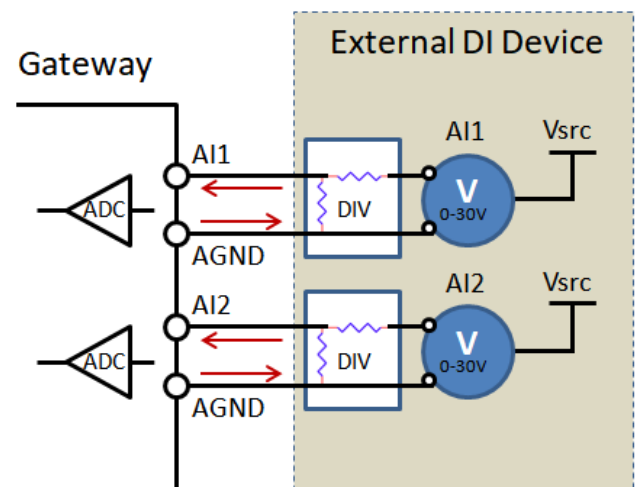 External DI Device
Gateway
AI1
AI1
Vsrc
ADC
DIV
V
0-30V
AGND
AI2
AI2
Vsrc
ADC
DIV
V
0-30V
AGND